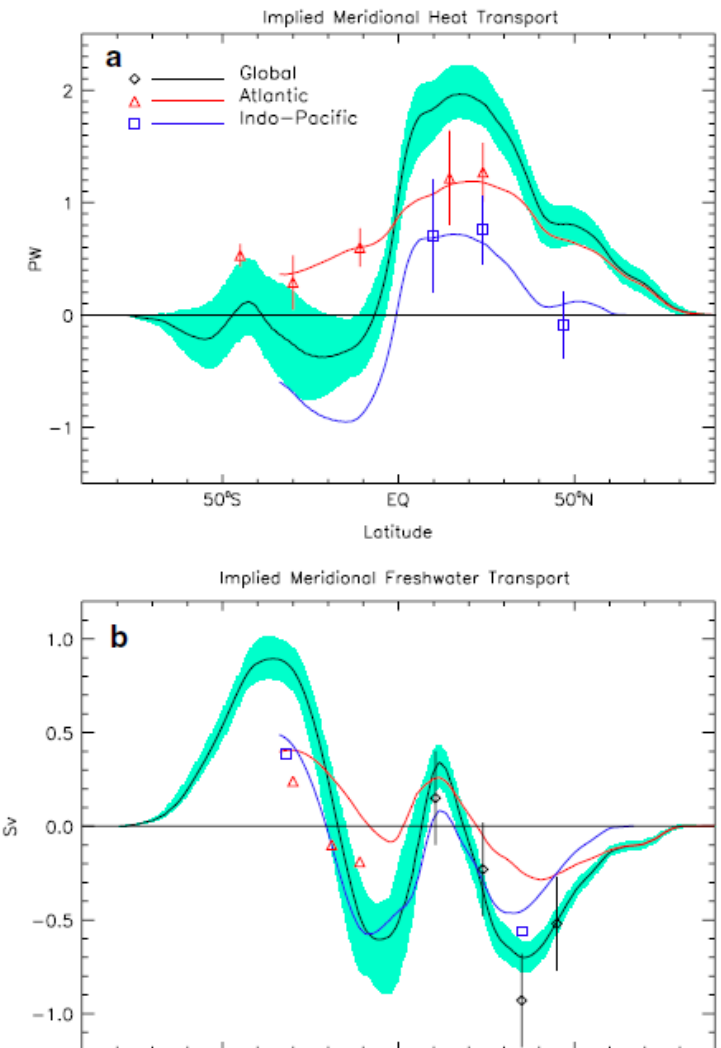 Implied Meridional Heat Transport
a
Global
Atlantic
Indo-Pacific
2
1
0
-1
PW
50°S
EQ
50°N
Latitude
Implied Meridional Freshwater Transport
b
1.0
0.5
0.0
-0.5
-1.0
Sv